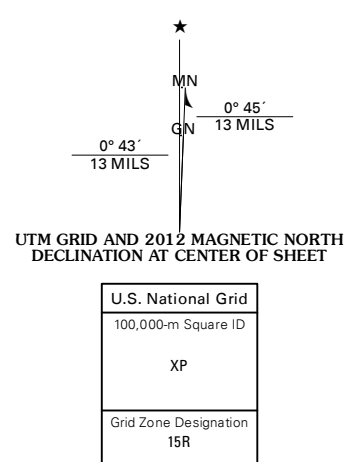 MN
0° 45´
13 MILS
GN
0° 43´
13 MILS
UTM GRID AND 2012 MAGNETIC NORTH
DECLINATION AT CENTER OF SHEET
U.S. National Grid
100,000-m Square ID
XP
Grid Zone Designation
15R